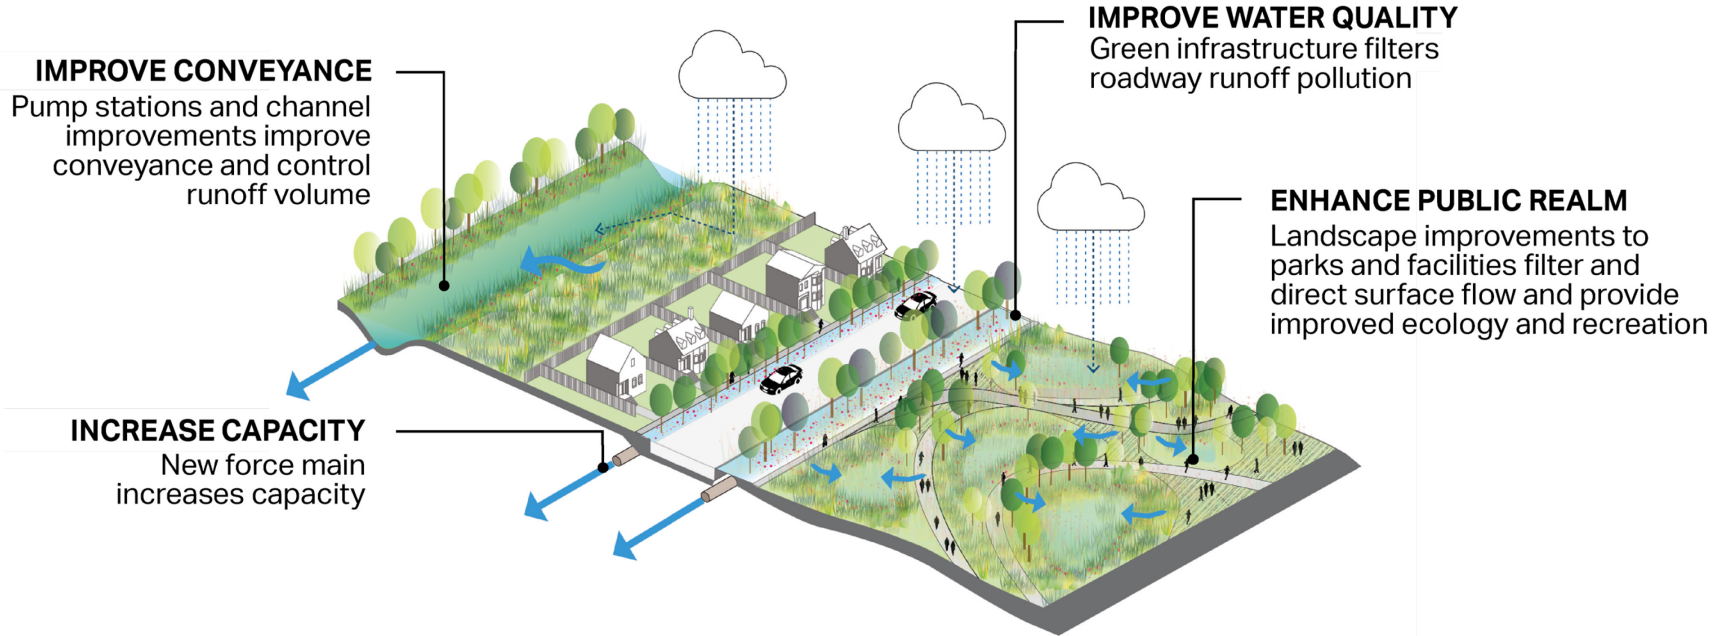 IMPROVE CONVEYANCE
Pump stations and channel
improvements improve
conveyance and control
runoff volume
IMPROVE WATER QUALITY
Green infrastructure filters
roadway runoff pollution
ENHANCE PUBLIC REALM
Landscape improvements to
parks and facilities filter and
direct surface flow and provide
improved ecology and recreation
INCREASE CAPACITY
New force main
increases capacity